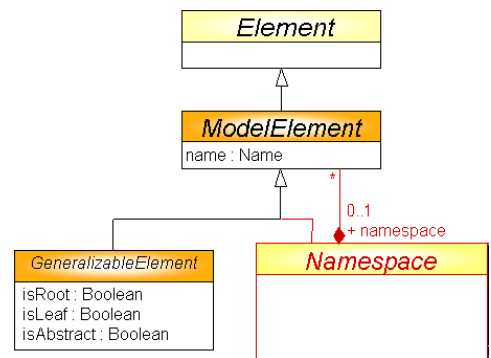 Element
ModelElement
name : Name
*
0..1
+ namespace
GeneralizableElement
isRoot : Boolean
isLeaf : Boolean
isAbstract : Boolean
Namespace